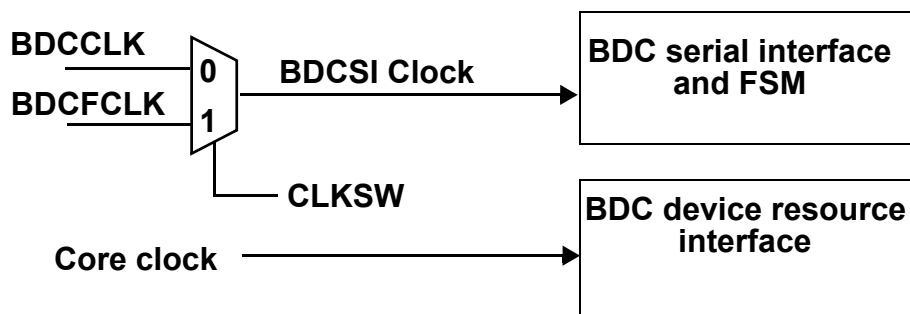 BDCCLK
BDCFCLK
0
1
BDCSI Clock
CLKSW
BDC serial interface
and FSM
Core clock
BDC device resource
interface